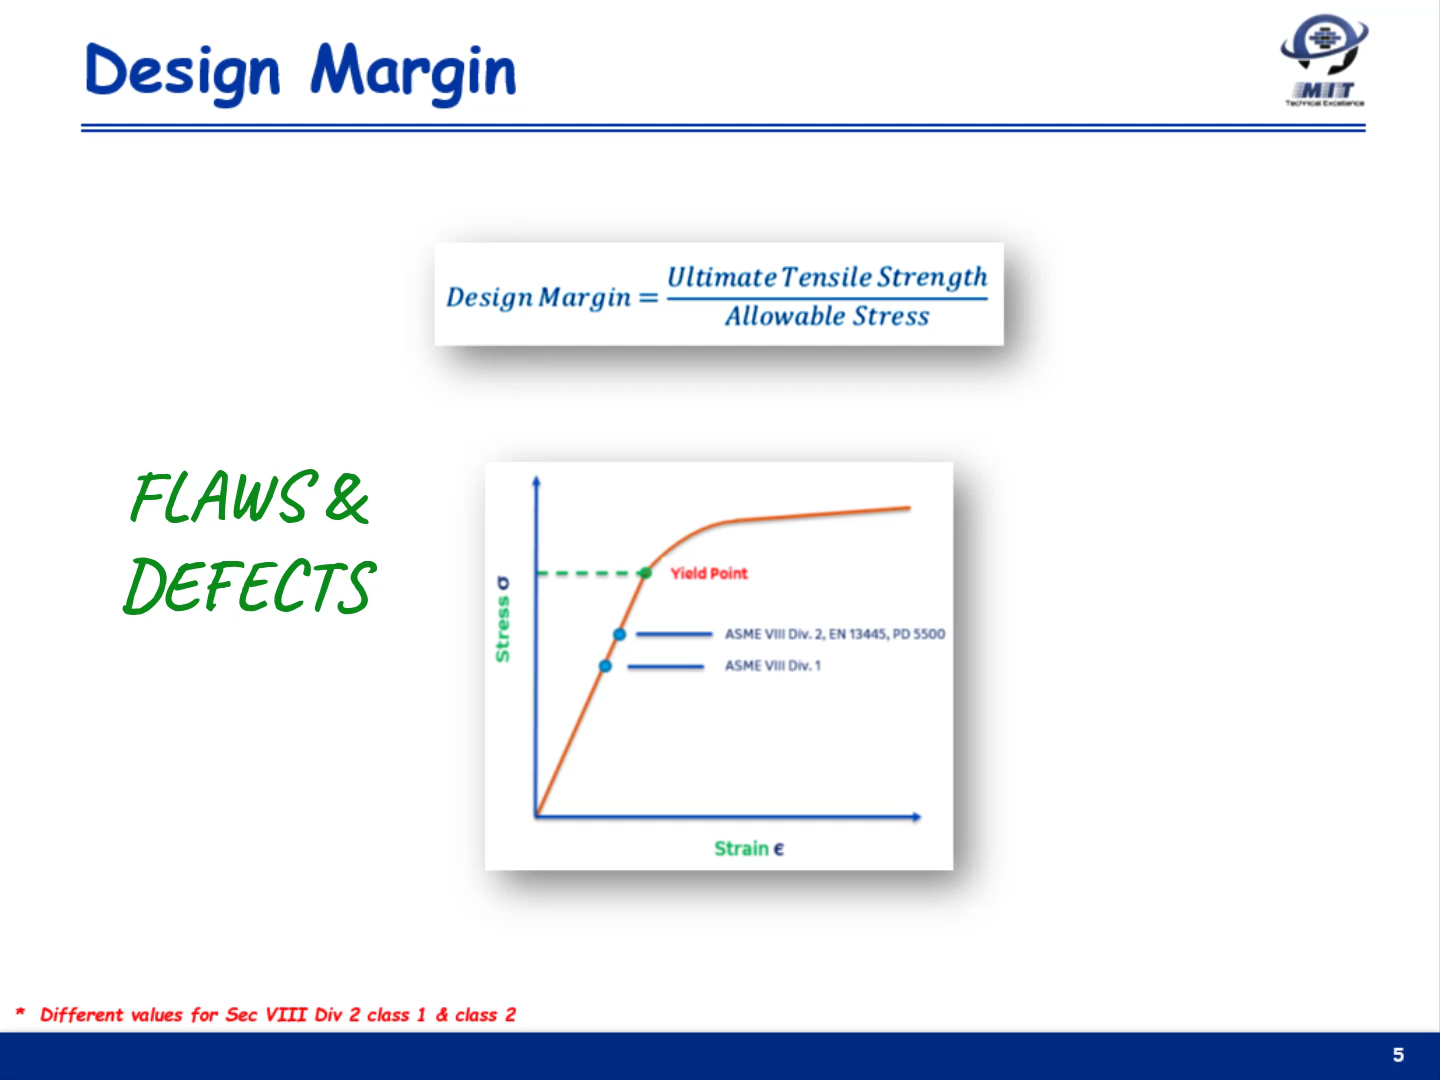 Design Margin
MIT
Technical Excellence
Design Margin = Ultimate Tensile Strength
Allowable Stress
FLAWS &
DEFECTS
Stress σ
Yield Point
ASME VIII Div. 2, EN 13445, PD 5500
ASME VIII Div. 1
Strain ϵ
* Different values for Sec VIII Div 2 class 1 & class 2
5